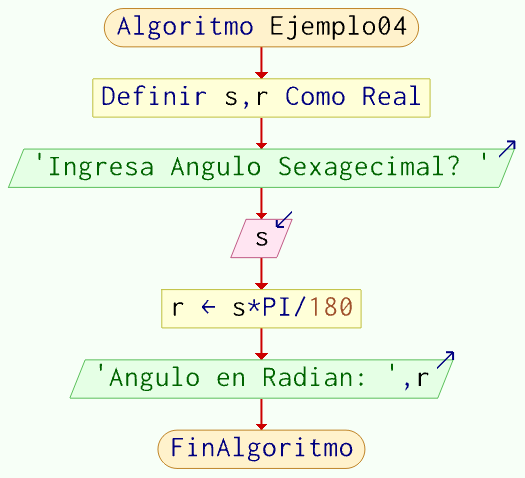 Algoritmo Ejemplo04
Definir s,r Como Real
'Ingresa Angulo Sexagecimal? '
s
r ← s*PI/180
'Angulo en Radian: ',r
FinAlgoritmo